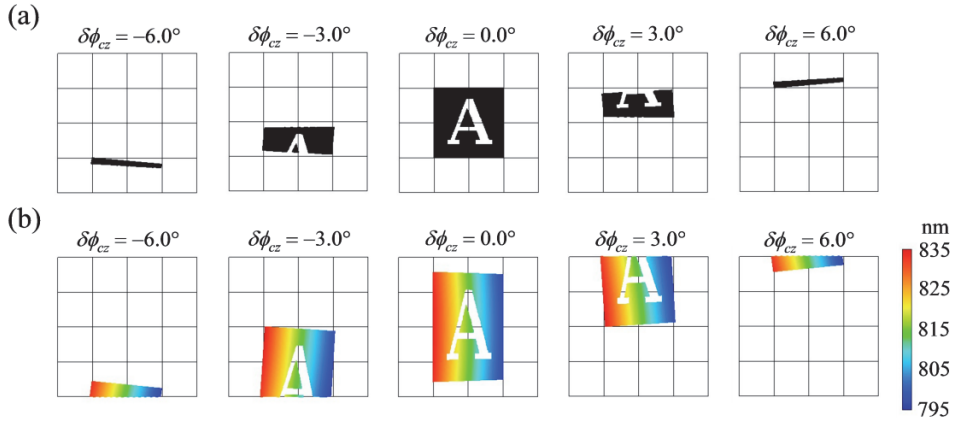 (a)
δϕcz = −6.0° δϕcz = −3.0° δϕcz = 0.0° δϕcz = 3.0° δϕcz = 6.0°
A A A
(b)
δϕcz = −6.0° δϕcz = −3.0° δϕcz = 0.0° δϕcz = 3.0° δϕcz = 6.0°
nm
835
825
815
805
795
A A A